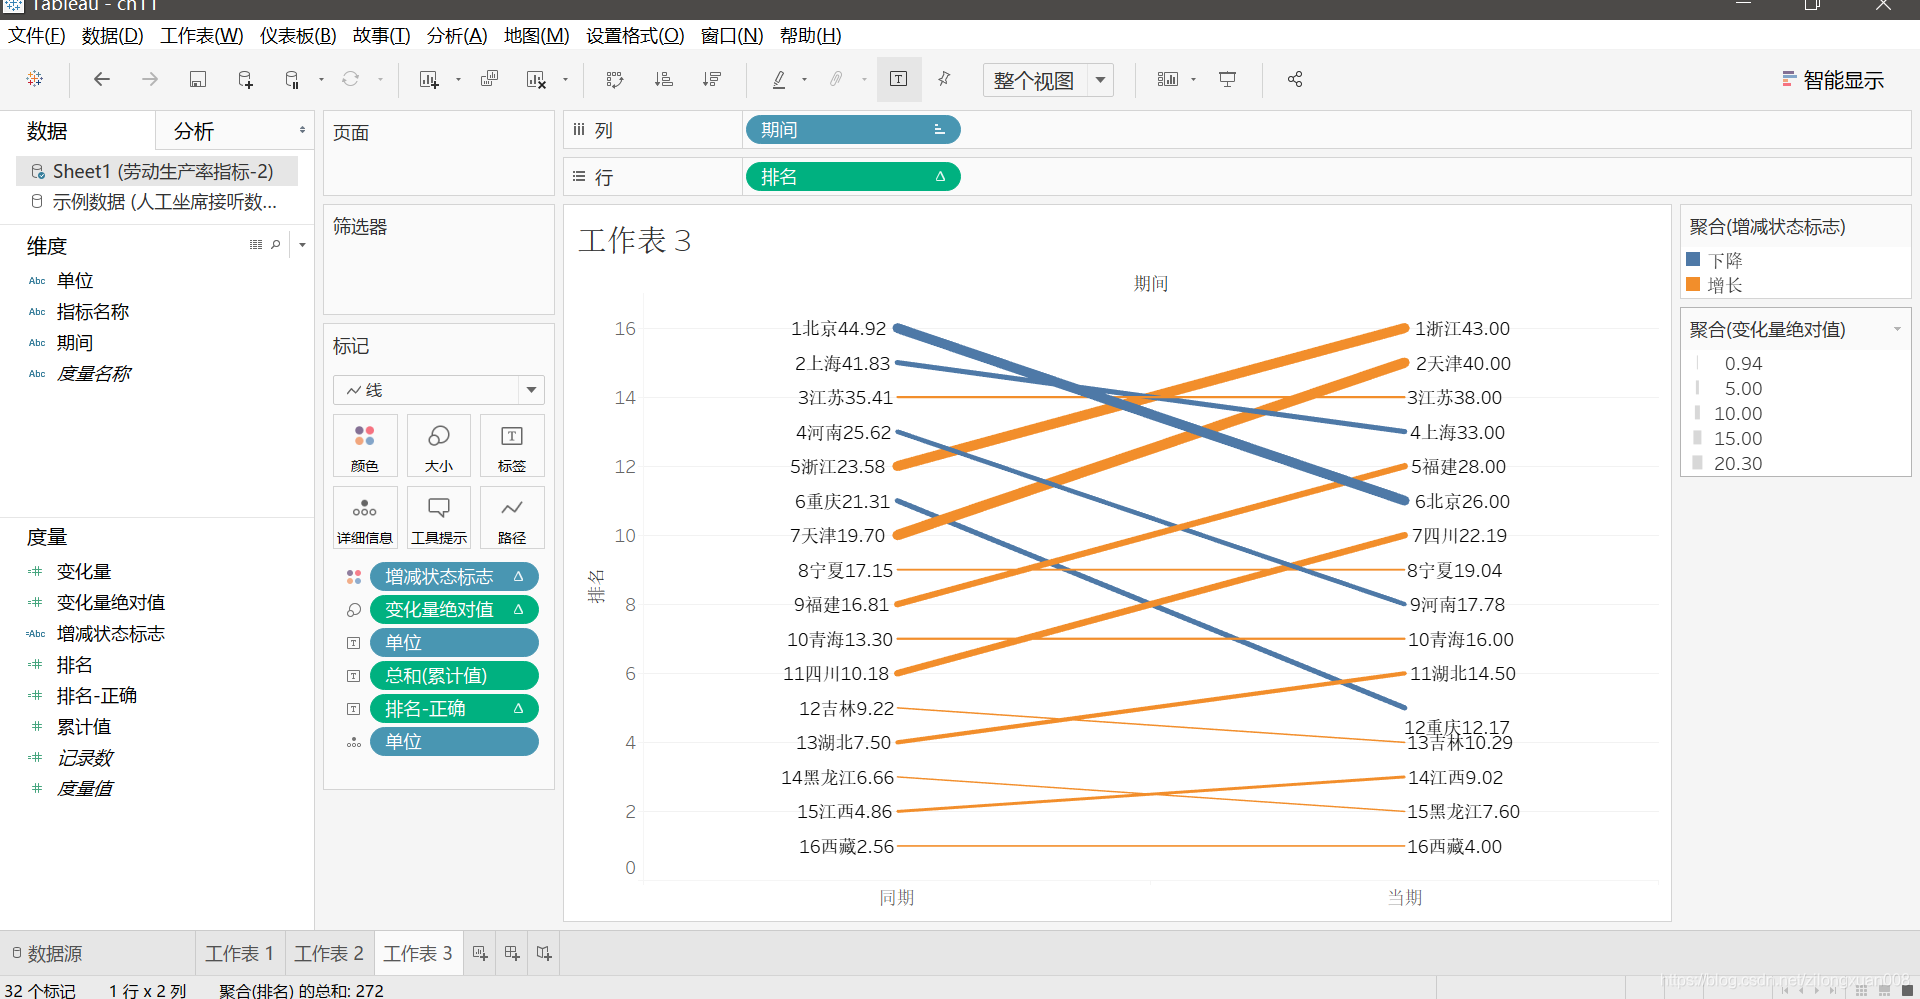 Tableau - ch11
文件(F) 数据(D) 工作表(W) 仪表板(B) 故事(T) 分析(A) 地图(M) 设置格式(O) 窗口(N) 帮助(H)
整个视图
智能显示
数据 分析
Sheet1 (劳动生产率指标-2)
示例数据 (人工坐席接听数...
维度
Abc 单位
Abc 指标名称
Abc 期间
Abc 度量名称
度量
变化量
变化量绝对值
=Abc 增减状态标志
排名
排名-正确
累计值
记录数
度量值
页面
筛选器
标记
线
颜色 大小 标签
详细信息 工具提示 路径
增减状态标志
变化量绝对值
单位
总和(累计值)
排名-正确
单位
列 期间
行 排名
工作表 3
期间
排名
16
14
12
10
8
6
4
2
0
1北京44.92
2上海41.83
3江苏35.41
4河南25.62
5浙江23.58
6重庆21.31
7天津19.70
8宁夏17.15
9福建16.81
10青海13.30
11四川10.18
12吉林9.22
13湖北7.50
14黑龙江6.66
15江西4.86
16西藏2.56
1浙江43.00
2天津40.00
3江苏38.00
4上海33.00
5福建28.00
6北京26.00
7四川22.19
8宁夏19.04
9河南17.78
10青海16.00
11湖北14.50
12重庆12.17
13吉林10.29
14江西9.02
15黑龙江7.60
16西藏4.00
同期 当期
聚合(增减状态标志)
下降
增长
聚合(变化量绝对值)
0.94
5.00
10.00
15.00
20.30
数据源 工作表 1 工作表 2 工作表 3
32 个标记 1 行 x 2 列 聚合(排名) 的总和: 272
https://blog.csdn.net/zilongxuan008